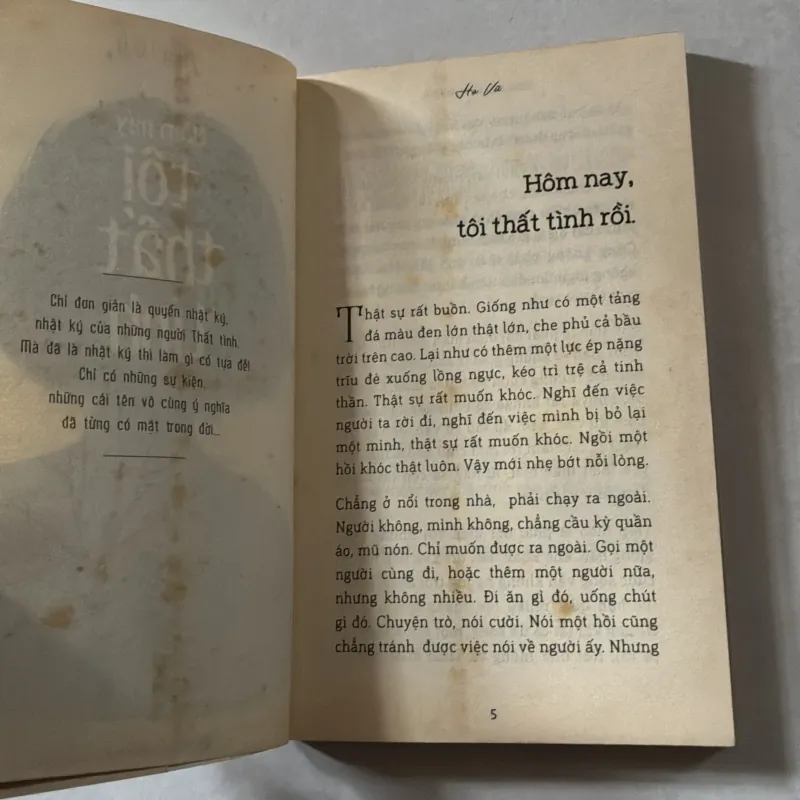 Chỉ đơn giản là quyển nhật ký,
nhật ký của những người Thất tình.
Mà đã là nhật ký thì làm gì có tựa đề!
Chỉ có những sự kiện,
những cái tên vô cùng ý nghĩa
đã từng có mặt trong đời...
Hạ Vũ
Hôm nay,
tôi thất tình rồi.
Thật sự rất buồn. Giống như có một tảng
đá màu đen lớn thật lớn, che phủ cả bầu
trời trên cao. Lại như có thêm một lực ép nặng
trĩu đè xuống lồng ngực, kéo trì trệ cả tinh
thần. Thật sự rất muốn khóc. Nghĩ đến việc
người ta rời đi, nghĩ đến việc mình bị bỏ lại
một mình, thật sự rất muốn khóc. Ngồi một
hồi khóc thật luôn. Vậy mới nhẹ bớt nỗi lòng.
Chẳng ở nổi trong nhà, phải chạy ra ngoài.
Người không, mình không, chẳng cầu kỳ quần
áo, mũ nón. Chỉ muốn được ra ngoài. Gọi một
người cùng đi, hoặc thêm một người nữa,
nhưng không nhiều. Đi ăn gì đó, uống chút
gì đó. Chuyện trò, nói cười. Nói một hồi cũng
chẳng tránh được việc nói về người ấy. Nhưng
5